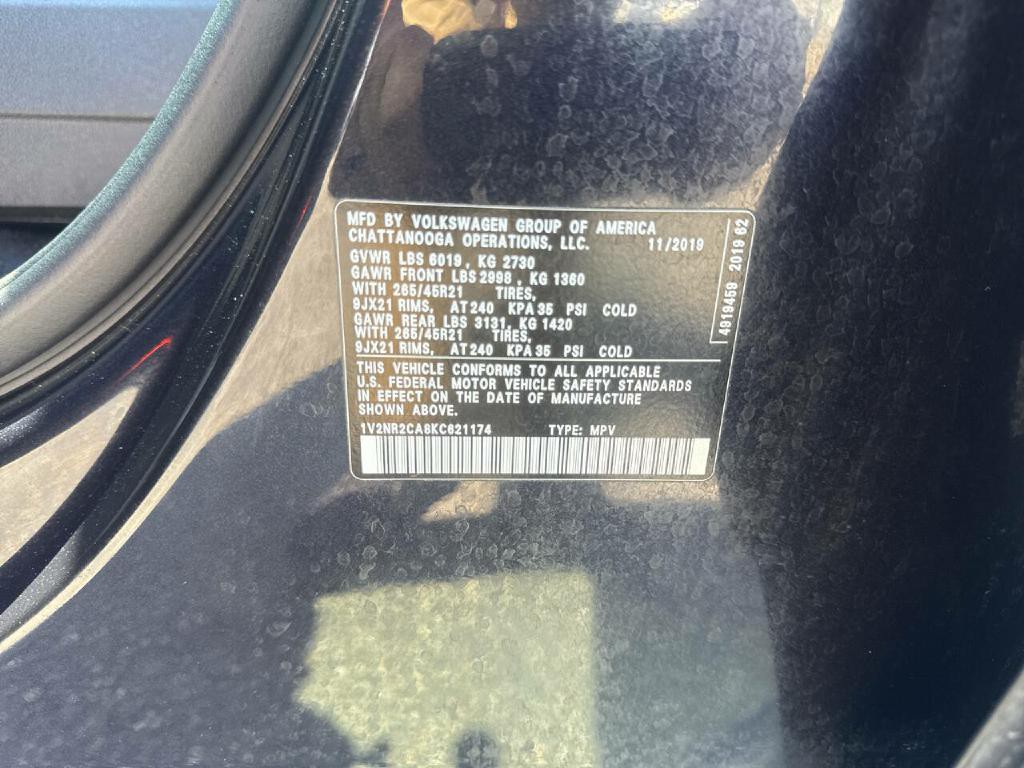 MFD BY VOLKSWAGEN GROUP OF AMERICA
CHATTANOOGA OPERATIONS, LLC. 11/2019
GVWR LBS 6019, KG 2730
GAWR FRONT LBS 2998, KG 1360
WITH 265/45R21 TIRES,
9JX21 RIMS, AT 240 KPA 35 PSI COLD
GAWR REAR LBS 3131, KG 1420
WITH 265/45R21 TIRES,
9JX21 RIMS, AT 240 KPA 35 PSI COLD
THIS VEHICLE CONFORMS TO ALL APPLICABLE
U.S. FEDERAL MOTOR VEHICLE SAFETY STANDARDS
IN EFFECT ON THE DATE OF MANUFACTURE
SHOWN ABOVE.
1V2NR2CA8KC621174 TYPE: MPV
4919459 2019 62